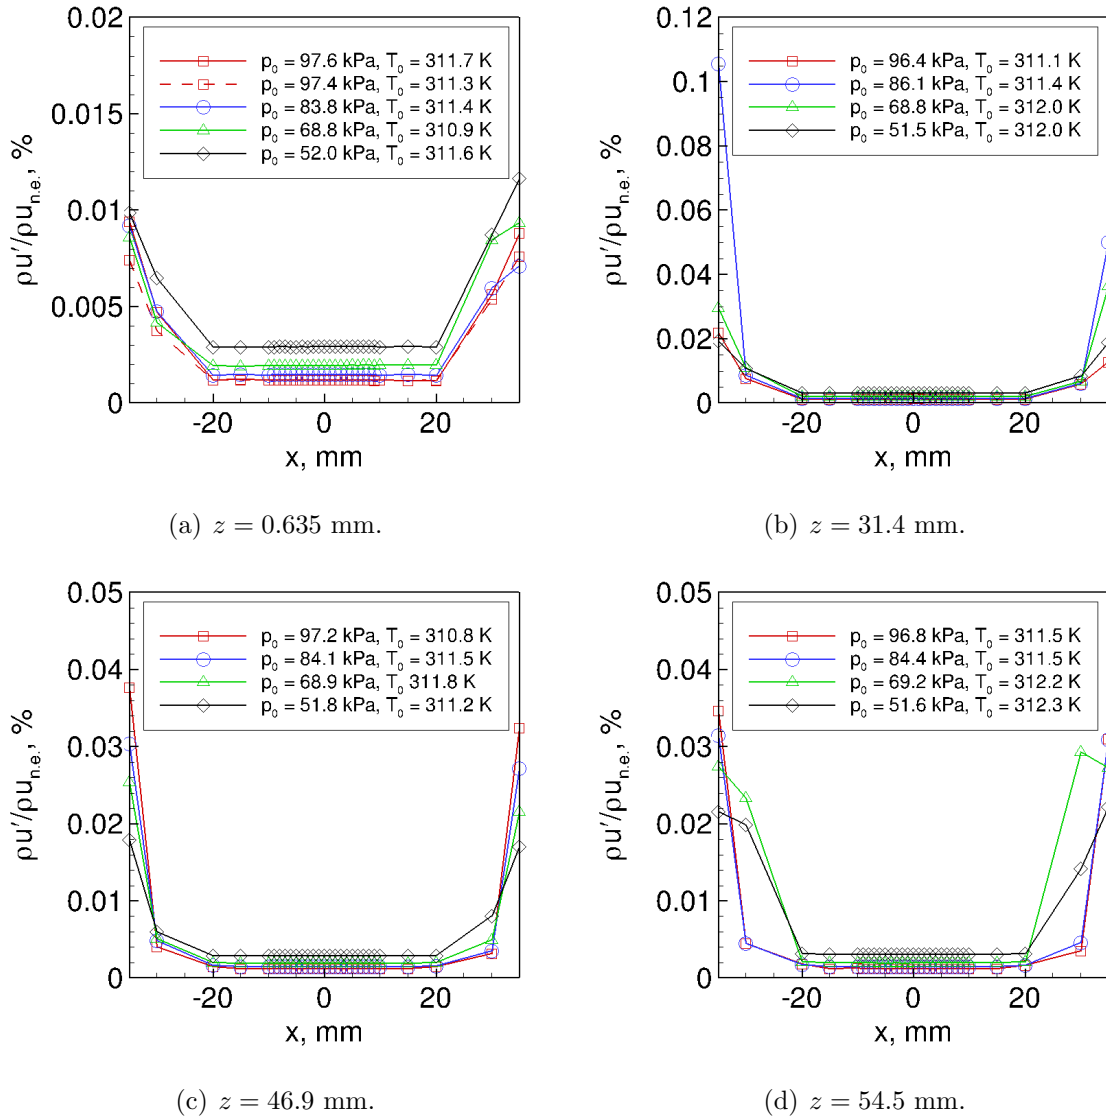 0.02
0.015
0.01
0.005
0
ρu'/ρu_n.e., %
p₀ = 97.6 kPa, T₀ = 311.7 K
p₀ = 97.4 kPa, T₀ = 311.3 K
p₀ = 83.8 kPa, T₀ = 311.4 K
p₀ = 68.8 kPa, T₀ = 310.9 K
p₀ = 52.0 kPa, T₀ = 311.6 K
-20 0 20
x, mm
(a) z = 0.635 mm.
0.12
0.1
0.08
0.06
0.04
0.02
0
ρu'/ρu_n.e., %
p₀ = 96.4 kPa, T₀ = 311.1 K
p₀ = 86.1 kPa, T₀ = 311.4 K
p₀ = 68.8 kPa, T₀ = 312.0 K
p₀ = 51.5 kPa, T₀ = 312.0 K
-20 0 20
x, mm
(b) z = 31.4 mm.
0.05
0.04
0.03
0.02
0.01
0
ρu'/ρu_n.e., %
p₀ = 97.2 kPa, T₀ = 310.8 K
p₀ = 84.1 kPa, T₀ = 311.5 K
p₀ = 68.9 kPa, T₀ 311.8 K
p₀ = 51.8 kPa, T₀ = 311.2 K
-20 0 20
x, mm
(c) z = 46.9 mm.
0.05
0.04
0.03
0.02
0.01
0
ρu'/ρu_n.e., %
p₀ = 96.8 kPa, T₀ = 311.5 K
p₀ = 84.4 kPa, T₀ = 311.5 K
p₀ = 69.2 kPa, T₀ = 312.2 K
p₀ = 51.6 kPa, T₀ = 312.3 K
-20 0 20
x, mm
(d) z = 54.5 mm.